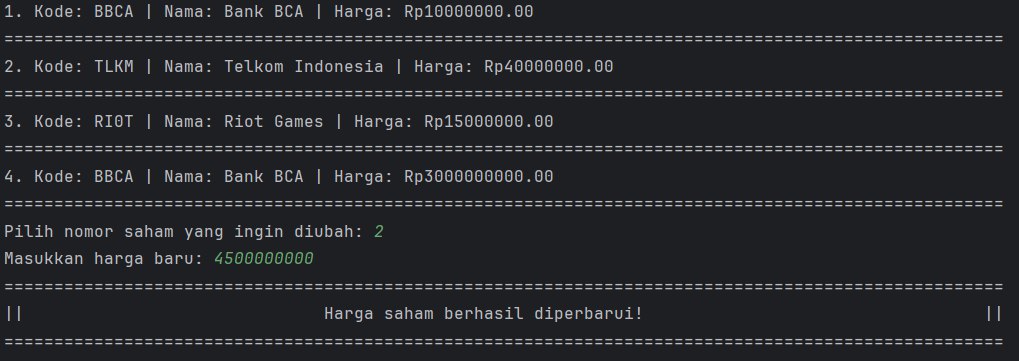 1. Kode: BBCA | Nama: Bank BCA | Harga: Rp10000000.00
====================================================================================================
2. Kode: TLKM | Nama: Telkom Indonesia | Harga: Rp40000000.00
====================================================================================================
3. Kode: RIOT | Nama: Riot Games | Harga: Rp15000000.00
====================================================================================================
4. Kode: BBCA | Nama: Bank BCA | Harga: Rp3000000000.00
====================================================================================================
Pilih nomor saham yang ingin diubah: 2
Masukkan harga baru: 4500000000
====================================================================================================
||                              Harga saham berhasil diperbarui!                                  ||
====================================================================================================